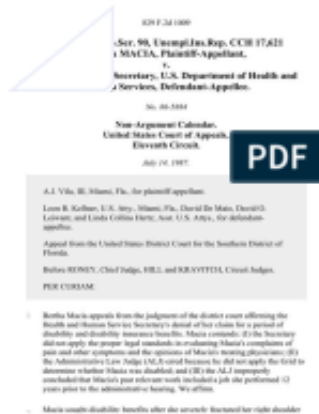 829 F.2d 1009
.Ser. 90, Unempl.Ins.Rep. CCH 17,621
MACIA, Plaintiff-Appellant,
v.
Secretary, U.S. Department of Health and
Services, Defendant-Appellee.
No. 86-5884
Non-Argument Calendar.
United States Court of Appeals,
Eleventh Circuit.
July 14, 1987.
PDF
A.J. Vila, III, Miami, Fla., for plaintiff-appellant.
Leon B. Kellner, U.S. Atty., Miami, Fla., David De Maio, David O.
Leiwant, and Linda Collins Hertz, Asst. U.S. Attys., for defendant-
appellee.
Appeal from the United States District Court for the Southern District of
Florida.
Before RONEY, Chief Judge, HILL and KRAVITCH, Circuit Judges.
PER CURIAM:
Bertha Macia appeals from the judgment of the district court affirming the
Health and Human Service Secretary's denial of her claim for a period of
disability and disability insurance benefits. Macia contends: (I) the Secretary
did not apply the proper legal standards in evaluating Macia's complaints of
pain and other symptoms and the opinions of Macia's treating physicians; (II)
the Administrative Law Judge (ALJ) erred because he did not apply the Grid to
determine whether Macia was disabled; and (III) the ALJ improperly
concluded that Macia's past relevant work included a job she performed 12
years prior to the administrative hearing. We affirm.
Macia sought disability benefits after she severely fractured her right shoulder